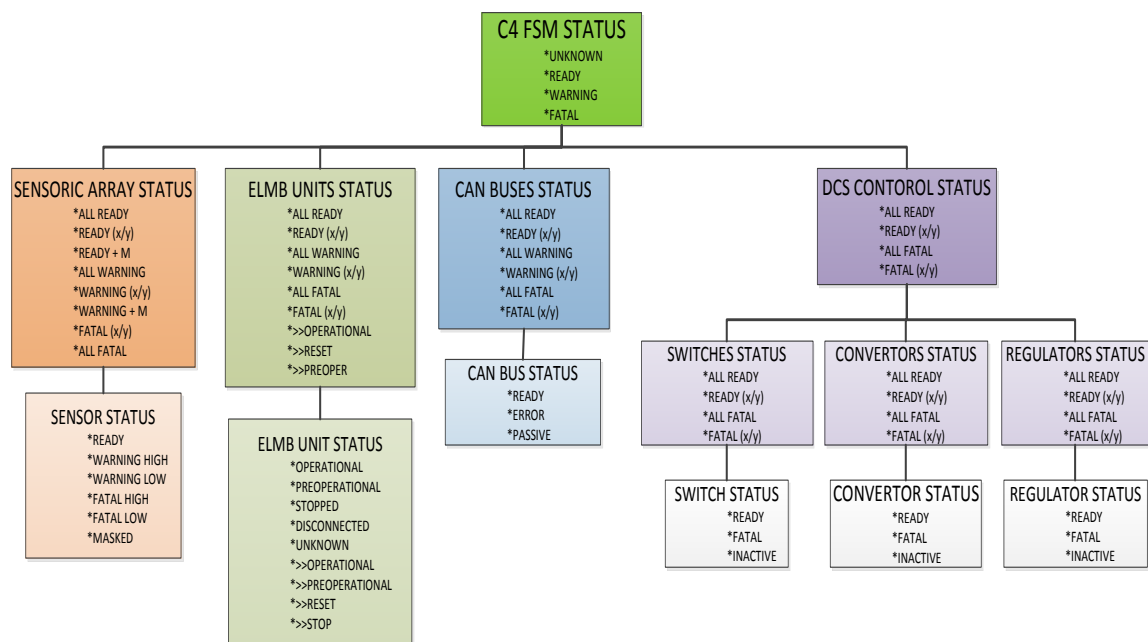 C4 FSM STATUS
*UNKNOWN
*READY
*WARNING
*FATAL
SENSORIC ARRAY STATUS
*ALL READY
*READY (x/y)
*READY + M
*ALL WARNING
*WARNING (x/y)
*WARNING + M
*FATAL (x/y)
*ALL FATAL
ELMB UNITS STATUS
*ALL READY
*READY (x/y)
*ALL WARNING
*WARNING (x/y)
*ALL FATAL
*FATAL (x/y)
*>>OPERATIONAL
*>>RESET
*>>PREOPER
CAN BUSES STATUS
*ALL READY
*READY (x/y)
*ALL WARNING
*WARNING (x/y)
*ALL FATAL
*FATAL (x/y)
DCS CONTOROL STATUS
*ALL READY
*READY (x/y)
*ALL FATAL
*FATAL (x/y)
SENSOR STATUS
*READY
*WARNING HIGH
*WARNING LOW
*FATAL HIGH
*FATAL LOW
*MASKED
ELMB UNIT STATUS
*OPERATIONAL
*PREOPERATIONAL
*STOPPED
*DISCONNECTED
*UNKNOWN
*>>OPERATIONAL
*>>PREOPERATIONAL
*>>RESET
*>>STOP
CAN BUS STATUS
*READY
*ERROR
*PASSIVE
SWITCHES STATUS
*ALL READY
*READY (x/y)
*ALL FATAL
*FATAL (x/y)
CONVERTORS STATUS
*ALL READY
*READY (x/y)
*ALL FATAL
*FATAL (x/y)
REGULATORS STATUS
*ALL READY
*READY (x/y)
*ALL FATAL
*FATAL (x/y)
SWITCH STATUS
*READY
*FATAL
*INACTIVE
CONVERTOR STATUS
*READY
*FATAL
*INACTIVE
REGULATOR STATUS
*READY
*FATAL
*INACTIVE